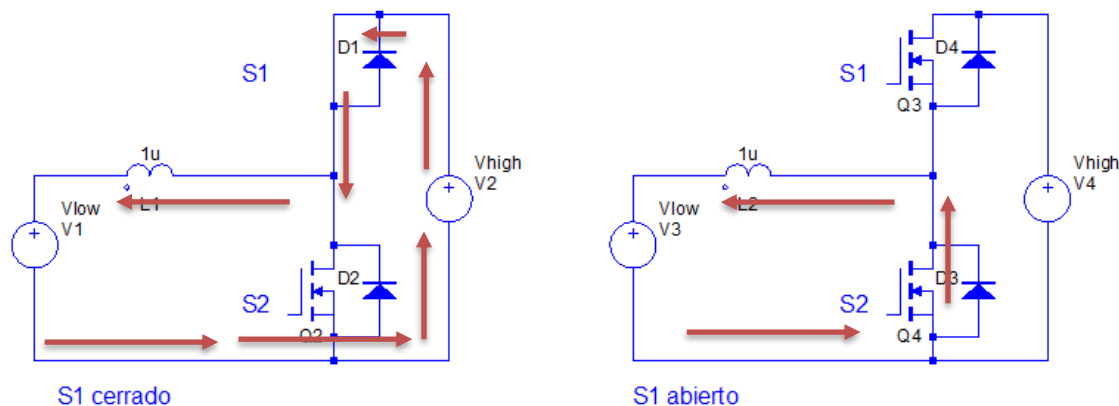 D1
S1
1u
Vhigh
V2
L1
Vlow
V1
D2
S2
Q2
S1 cerrado
D4
S1
Q3
1u
Vhigh
V4
L2
Vlow
V3
D3
S2
Q4
S1 abierto